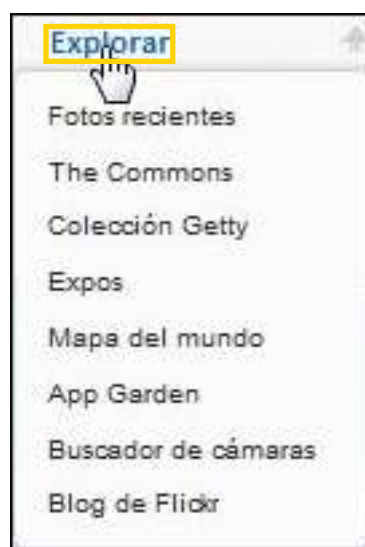 Explorar
Fotos recientes
The Commons
Colección Getty
Expos
Mapa del mundo
App Garden
Buscador de cámaras
Blog de Flickr